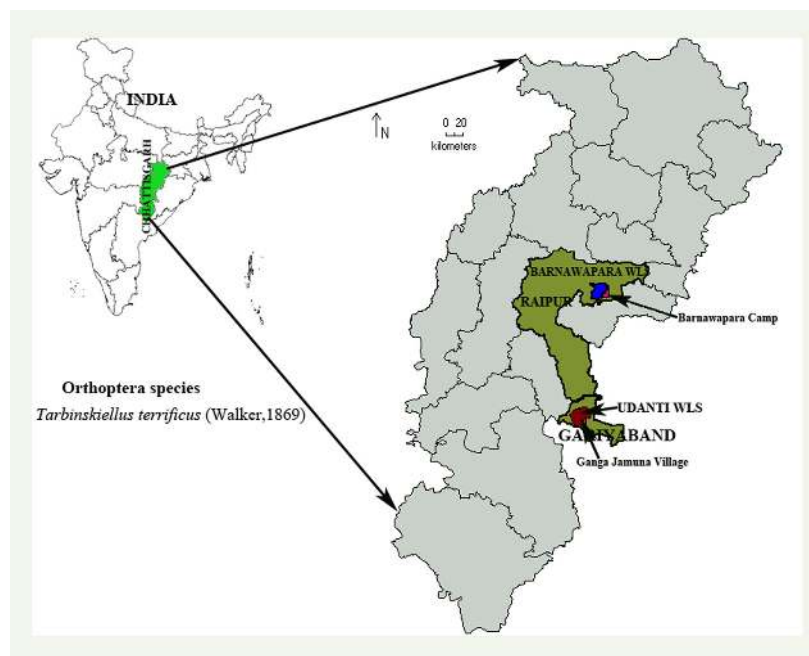 INDIA
CHHATTISGARH
N
0 20
kilometers
BARNAWAPARA WLS
RAIPUR
Barnawapara Camp
Orthoptera species
Tarbinskiellus terrificus (Walker,1869)
UDANTI WLS
GARIYABAND
Ganga Jamuna Village